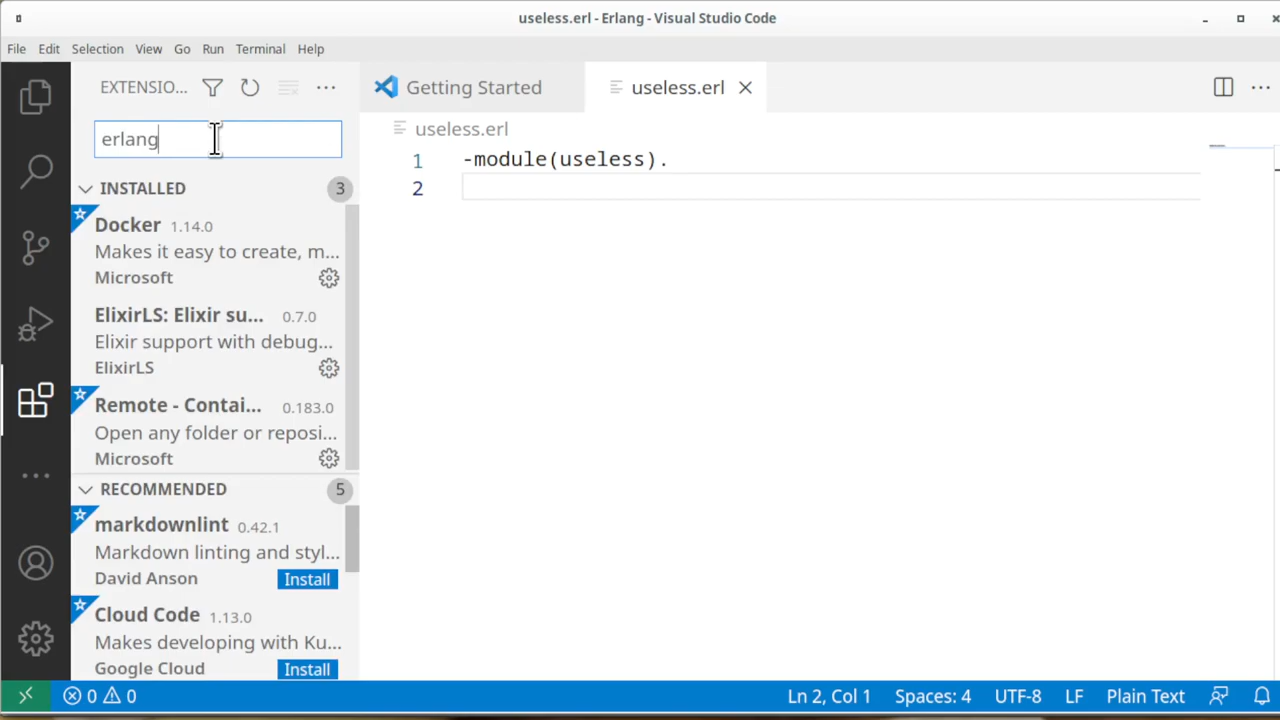 useless.erl - Erlang - Visual Studio Code
File Edit Selection View Go Run Terminal Help
EXTENSIO...
Getting Started
useless.erl
erlang
useless.erl
1 -module(useless).
2
INSTALLED 3
Docker 1.14.0
Makes it easy to create, m...
Microsoft
ElixirLS: Elixir su... 0.7.0
Elixir support with debug...
ElixirLS
Remote - Contai... 0.183.0
Open any folder or reposi...
Microsoft
RECOMMENDED 5
markdownlint 0.42.1
Markdown linting and styl...
David Anson Install
Cloud Code 1.13.0
Makes developing with Ku...
Google Cloud Install
0 0 Ln 2, Col 1 Spaces: 4 UTF-8 LF Plain Text